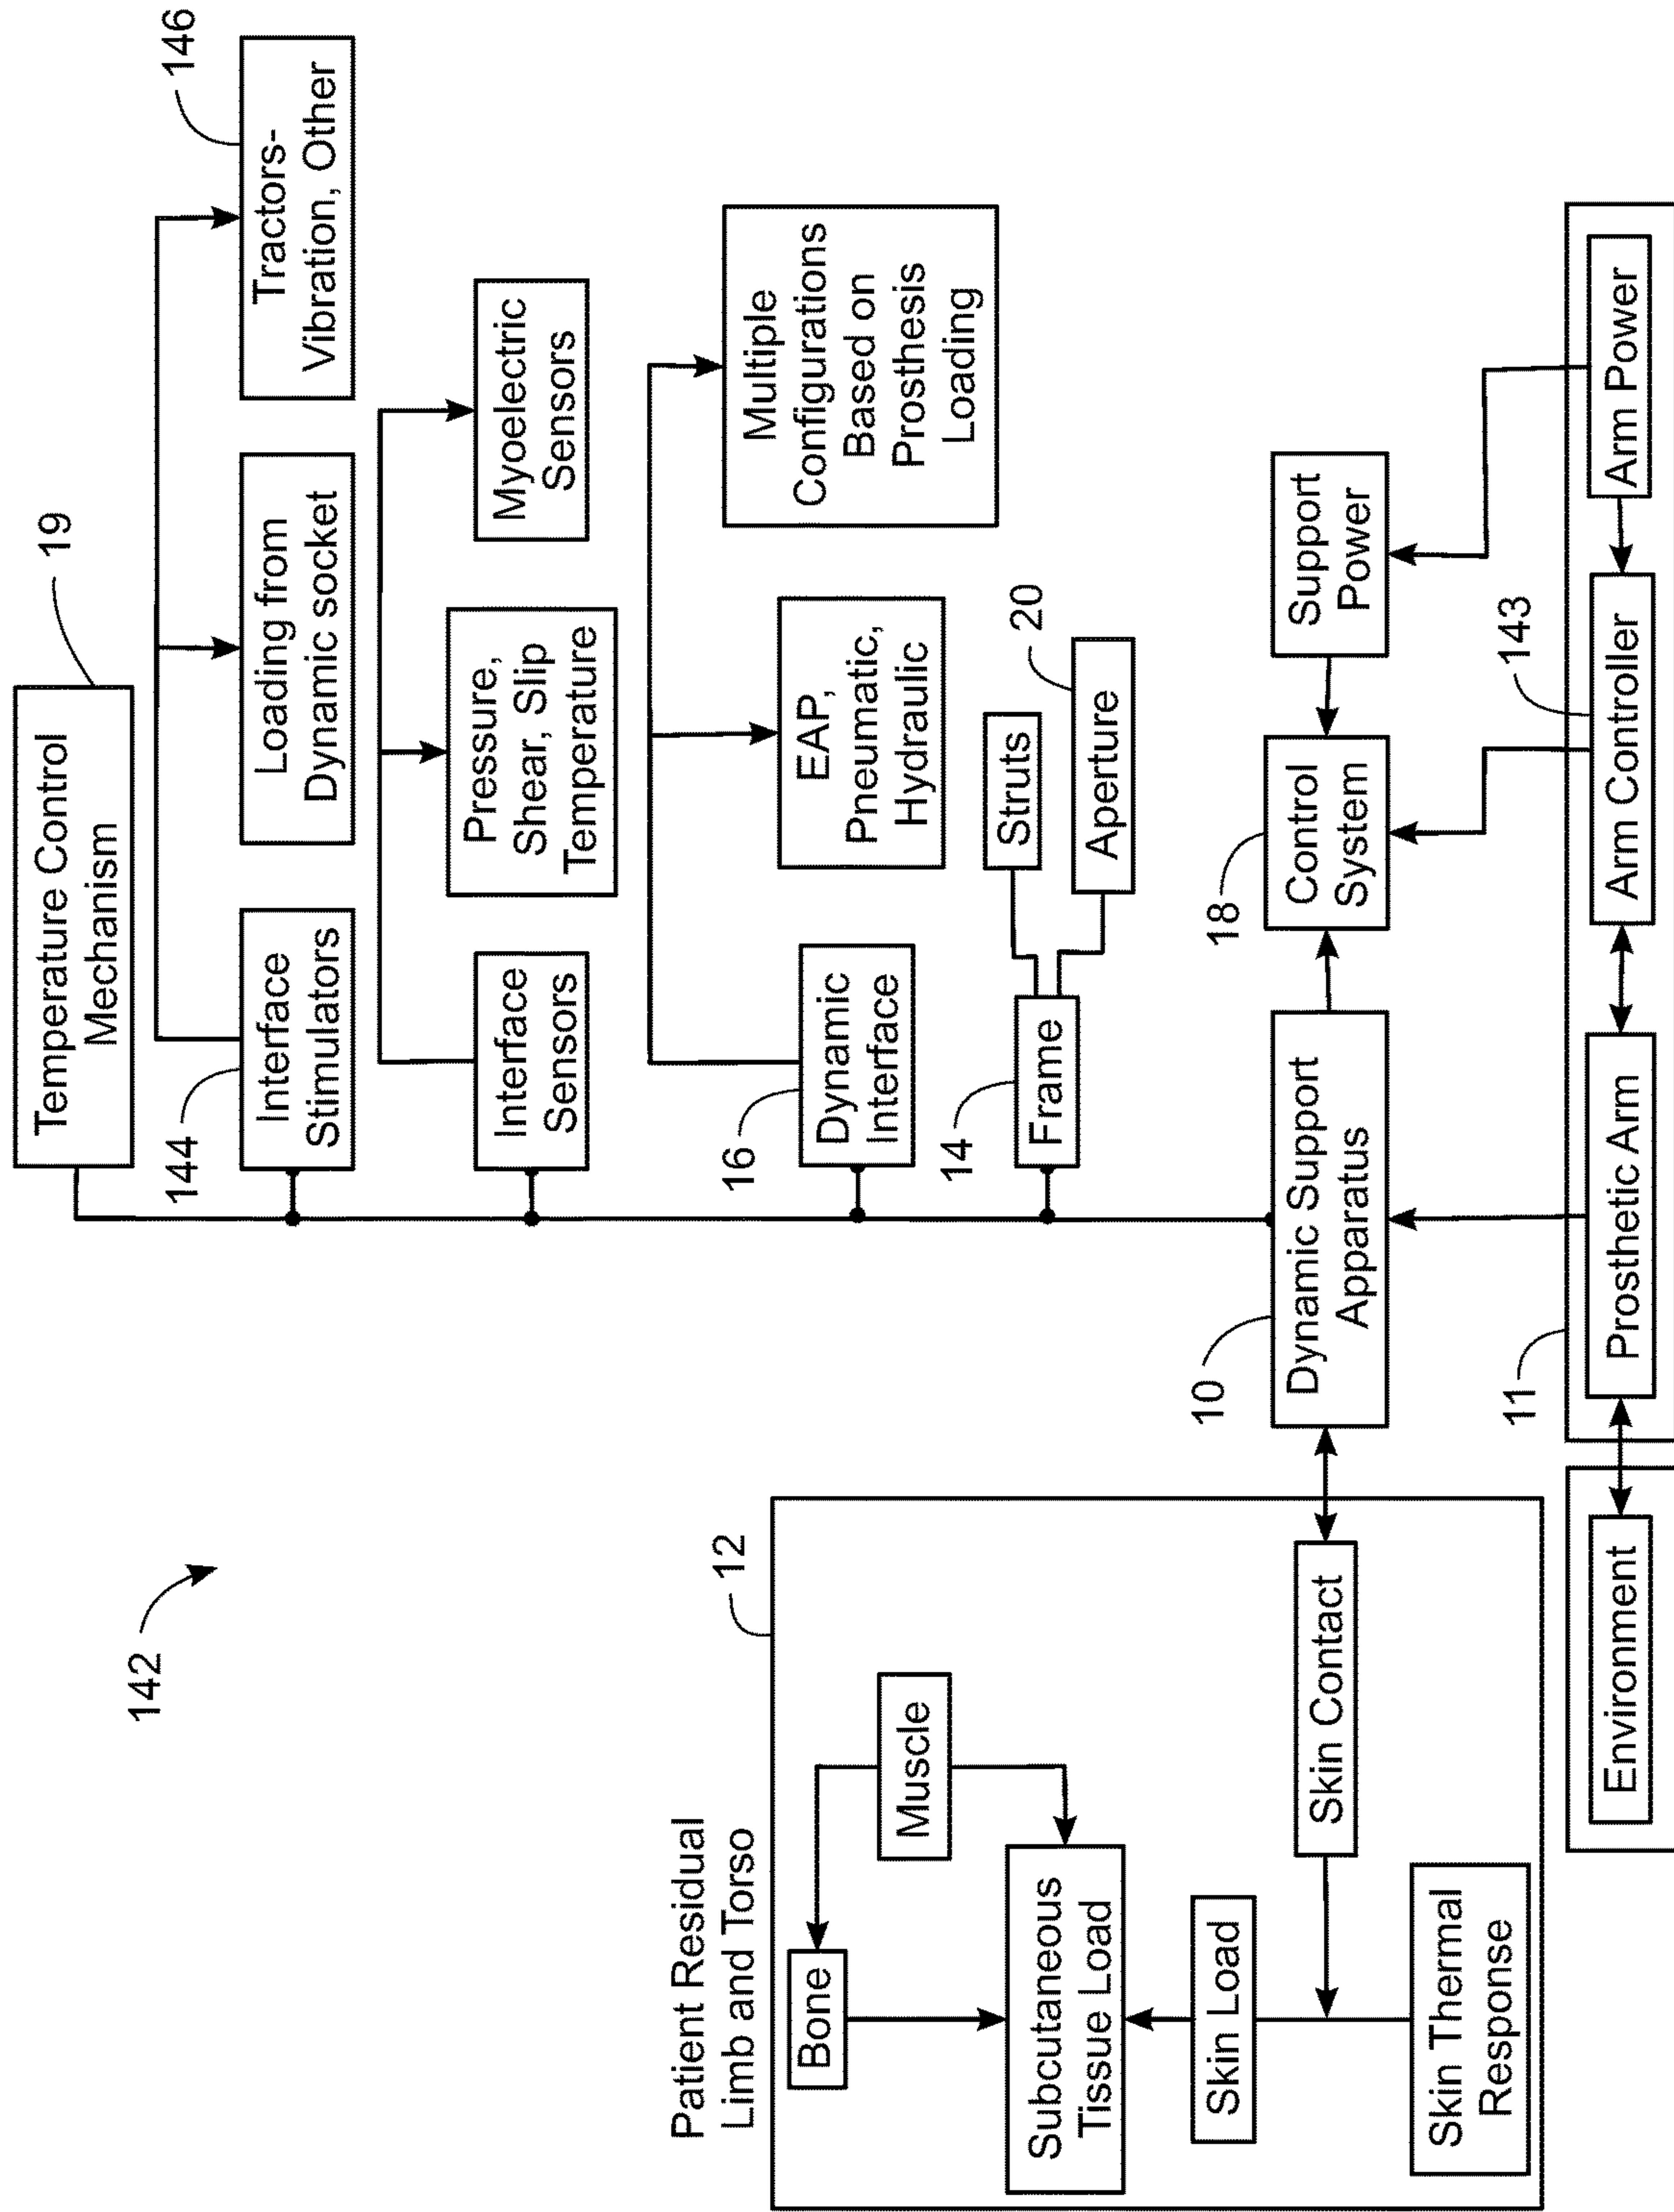 142
Temperature Control
Mechanism
19
144
Interface
Stimulators
Loading from
Dynamic socket
Tractors-
Vibration, Other
146
Interface
Sensors
Pressure,
Shear, Slip
Temperature
Myoelectric
Sensors
16
Dynamic
Interface
EAP,
Pneumatic,
Hydraulic
Multiple
Configurations
Based on
Prosthesis
Loading
14
Frame
Struts
Aperture
20
Patient Residual
Limb and Torso
12
Bone
Muscle
Subcutaneous
Tissue Load
Skin Load
Skin Contact
Skin Thermal
Response
10
Dynamic Support
Apparatus
18
Control
System
Support
Power
11
Environment
Prosthetic Arm
Arm Controller
143
Arm Power